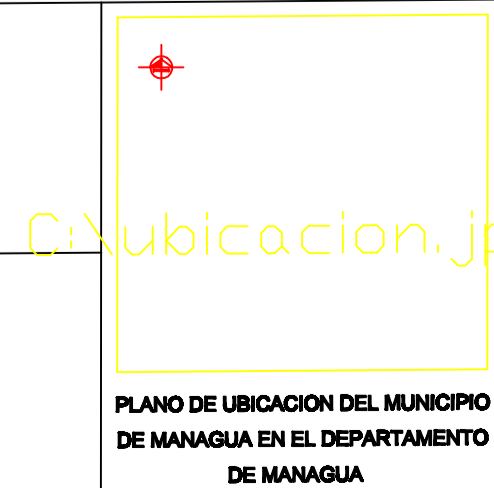 C:\ubicacion.jp
PLANO DE UBICACION DEL MUNICIPIO
DE MANAGUA EN EL DEPARTAMENTO
DE MANAGUA